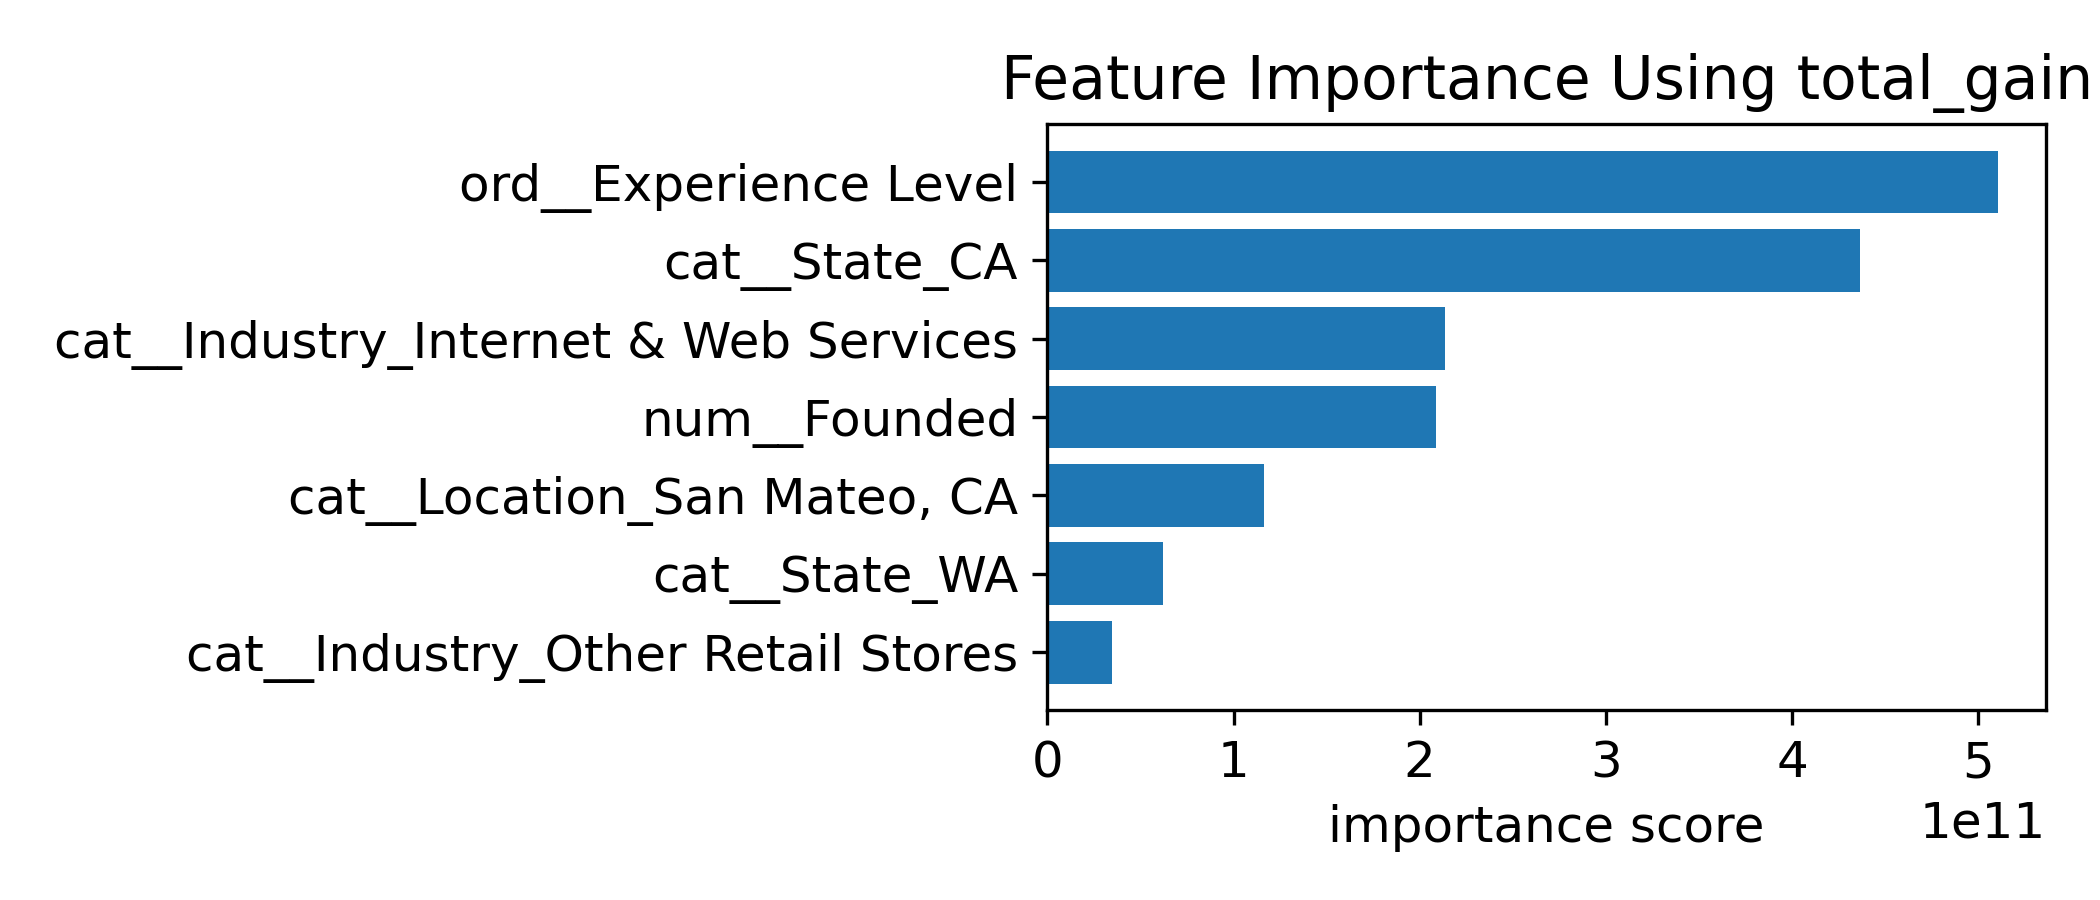 Feature Importance Using total_gain
ord__Experience Level
cat__State_CA
cat__Industry_Internet & Web Services
num__Founded
cat__Location_San Mateo, CA
cat__State_WA
cat__Industry_Other Retail Stores
0 1 2 3 4 5
importance score 1e11